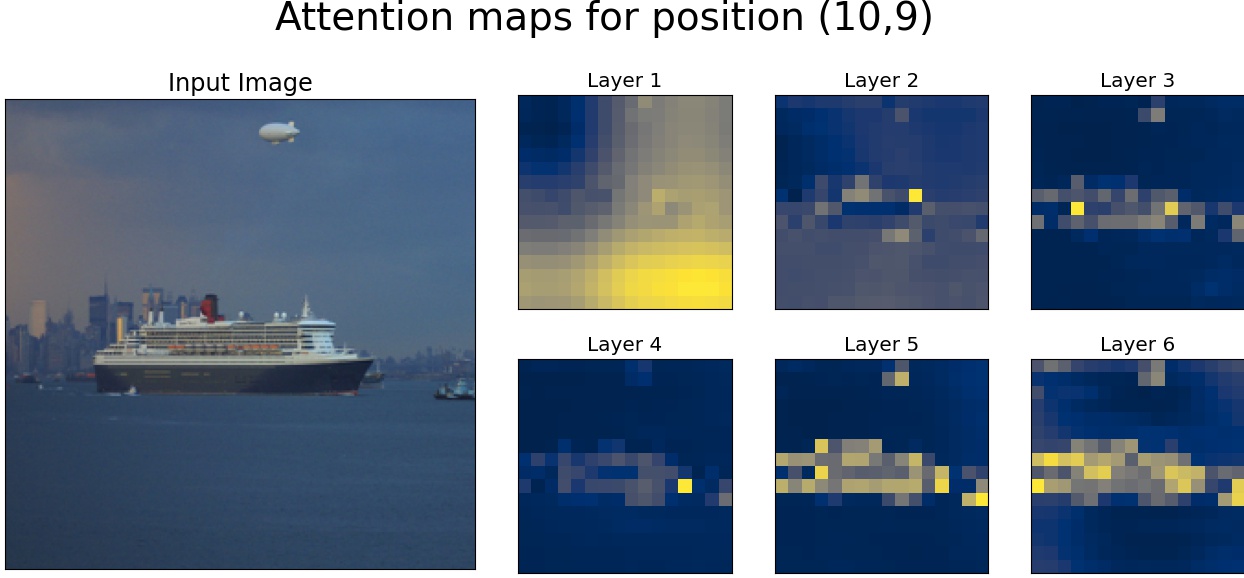 Attention maps for position (10,9)
Input Image
Layer 1
Layer 2
Layer 3
Layer 4
Layer 5
Layer 6